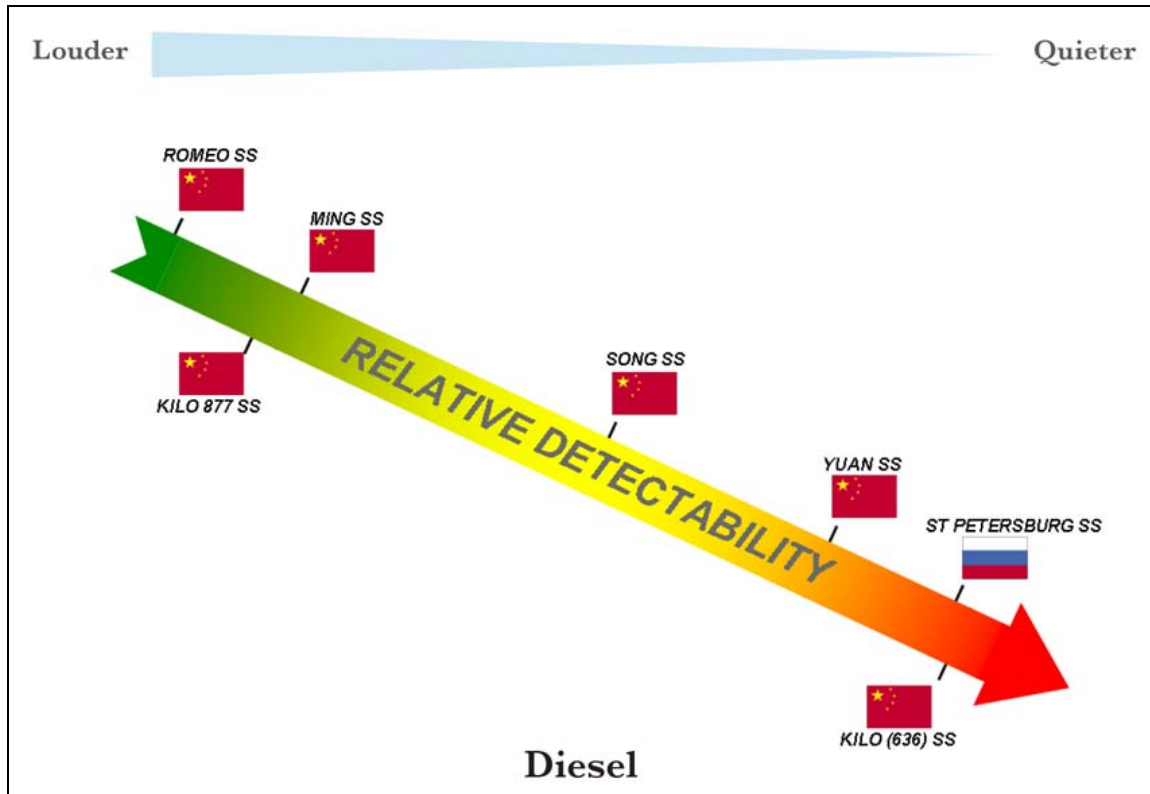 Louder
Quieter
ROMEO SS
MING SS
KILO 877 SS
RELATIVE DETECTABILITY
SONG SS
YUAN SS
ST PETERSBURG SS
KILO (636) SS
Diesel